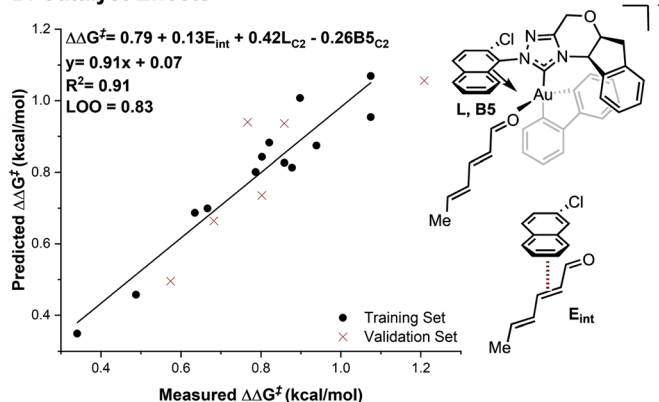 ΔΔG‡= 0.79 + 0.13Eint + 0.42LC2 - 0.26B5C2
y= 0.91x + 0.07
R2= 0.91
LOO = 0.83
1.2
1.0
0.8
0.6
0.4
Predicted ΔΔG‡ (kcal/mol)
0.4
0.6
0.8
1.0
1.2
Measured ΔΔG‡ (kcal/mol)
Training Set
Validation Set
Cl
N
N
N
O
Au
L, B5
O
Me
Cl
O
Eint
Me